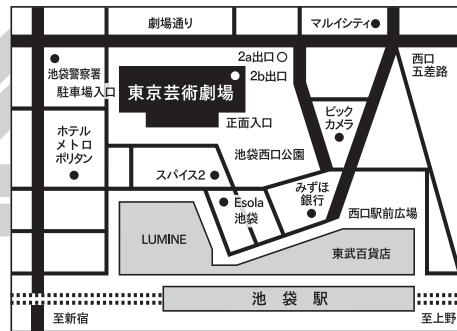 劇場通り
マルイシティ
2a出口
2b出口
西口
五差路
池袋警察署
駐車場入口
東京芸術劇場
正面入口
ビック
カメラ
ホテル
メトロ
ポリタン
池袋西口公園
スパイス2
Esola
池袋
みずほ
銀行
西口駅前広場
LUMINE
東武百貨店
池袋駅
至新宿
至上野